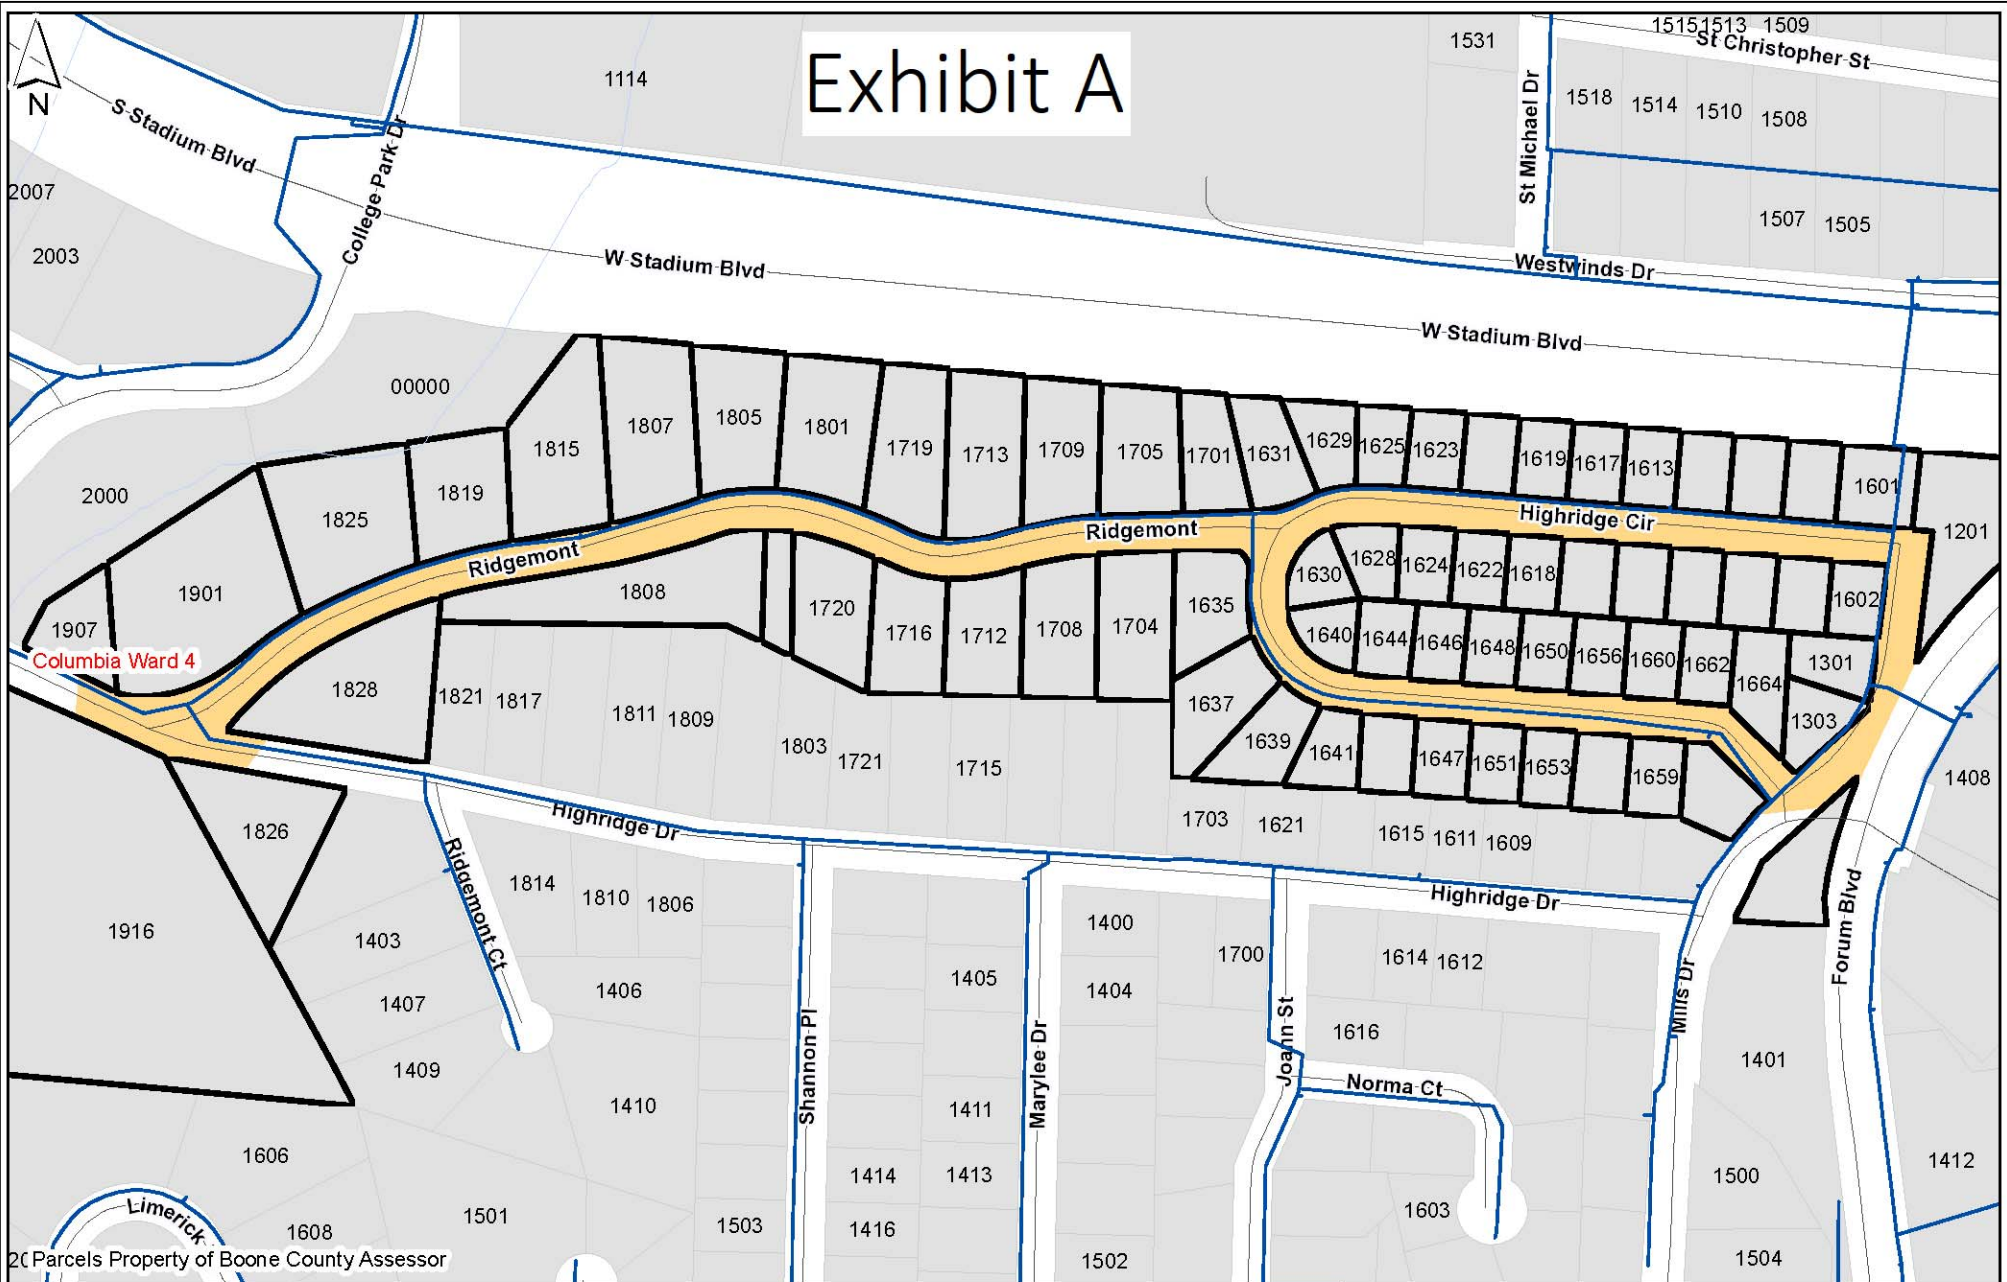 Exhibit A
N
1531
15151513 1509
St Christopher St
1114
St Michael Dr
1518 1514 1510 1508
S Stadium Blvd
College Park Dr
2007
1507 1505
2003
W Stadium Blvd
Westwinds Dr
W Stadium Blvd
00000
1807 1805 1801
1815
1719 1713 1709 1705 1701 1631
1629 1625 1623 1619 1617 1613
1601
2000
1825
1819
Highridge Cir
1201
Ridgemont
Ridgemont
1901
1808
1720
1635
1630
1628 1624 1622 1618
1602
1907
1716 1712 1708 1704
1640 1644 1646 1648 1650 1656 1660 1662
1664
1301
Columbia Ward 4
1828
1821 1817
1811 1809
1803 1721
1715
1637
1639
1641
1647 1651 1653
1659
1303
1408
1826
Highridge Dr
1703 1621
1615 1611 1609
Ridgemont Ct
1814 1810 1806
1400
Highridge Dr
1916
1403
1405
1700
1614 1612
Forum Blvd
1407
1406
1404
Mills Dr
1409
Shannon Pl
Marylee Dr
Joann St
1616
1401
1410
1411
Norma Ct
1606
1414 1413
1500
1412
Limerick
1608
1501
1503
1416
1603
1502
1504
20
Parcels Property of Boone County Assessor